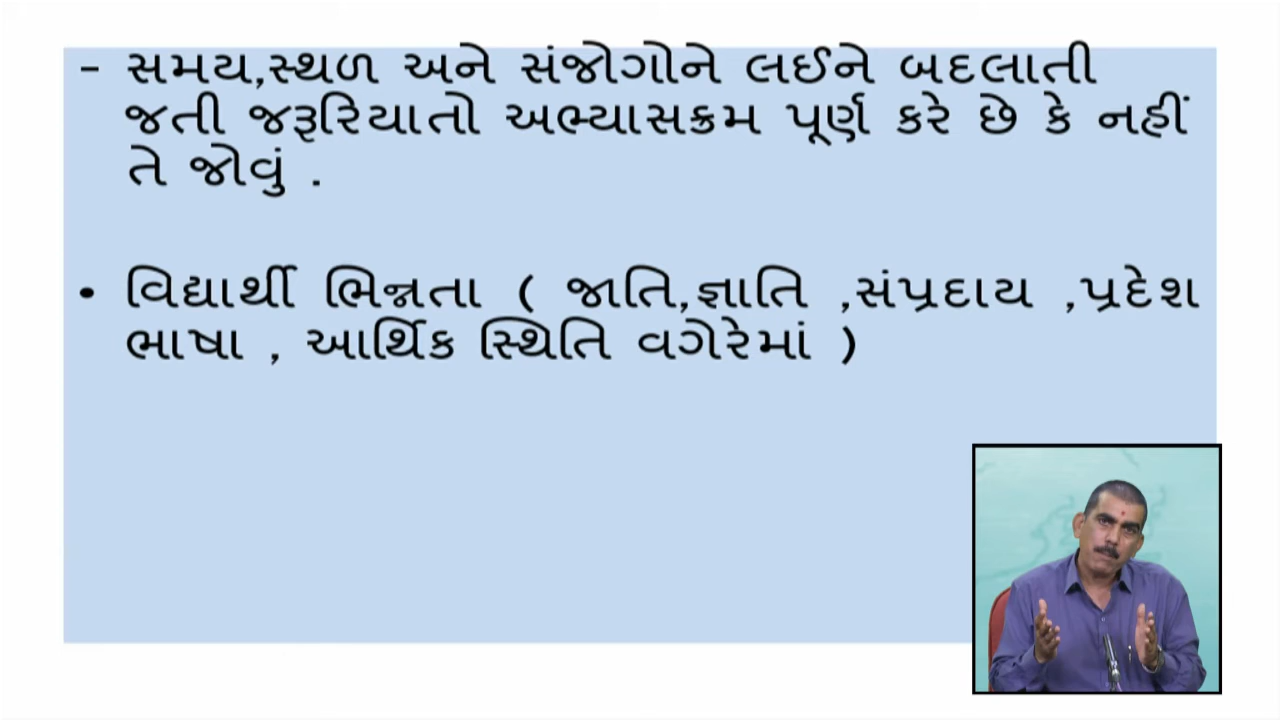 - સમય,સ્થળ અને સંજોગોને લઈને બદલાતી
જતી જરૂરિયાતો અભ્યાસક્રમ પૂર્ણ કરે છે કે નહીં
તે જોવું .
• વિદ્યાર્થી ભિન્નતા ( જાતિ,જ્ઞાતિ ,સંપ્રદાય ,પ્રદેશ
ભાષા , આર્થિક સ્થિતિ વગેરેમાં )